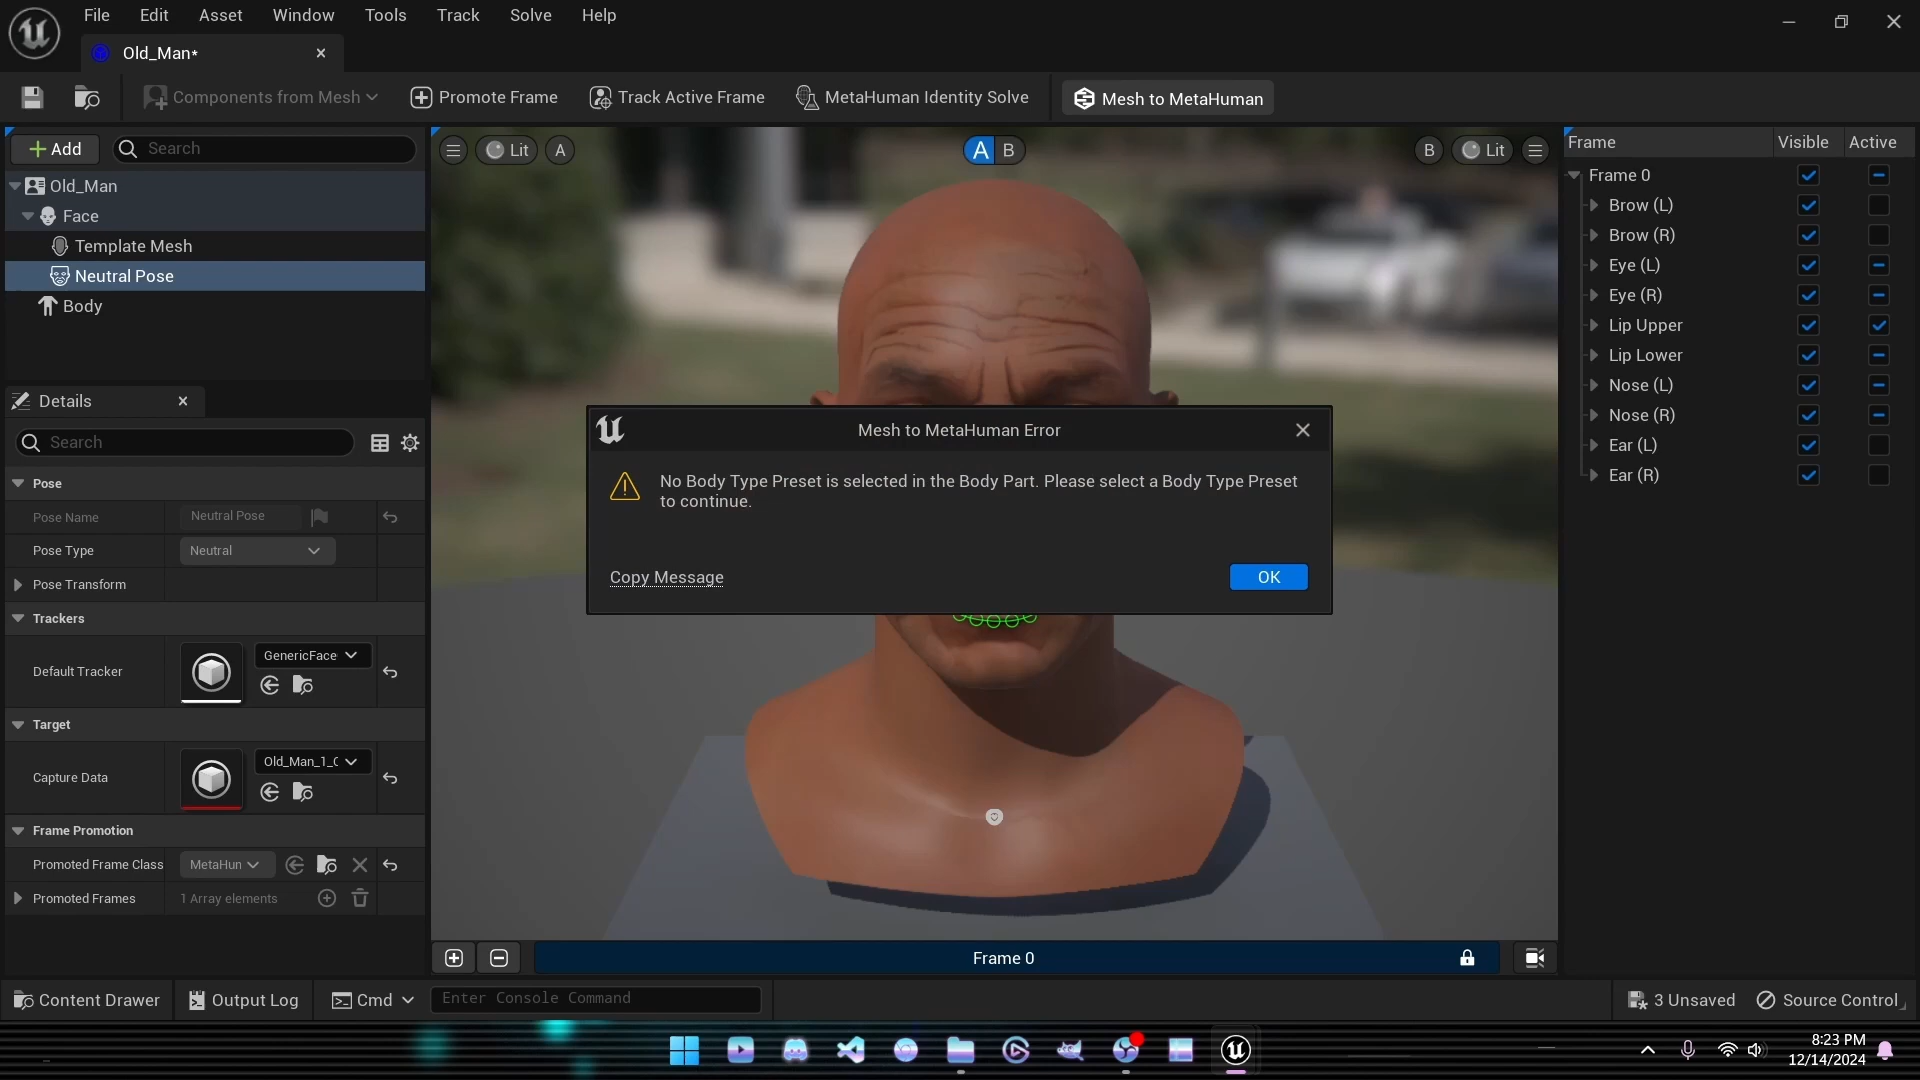 File Edit Asset Window Tools Track Solve Help
Old_Man*
Components from Mesh
Promote Frame
Track Active Frame
MetaHuman Identity Solve
Mesh to MetaHuman
Add
Search
Old_Man
Face
Template Mesh
Neutral Pose
Body
Details
Search
Pose
Pose Name Neutral Pose
Pose Type Neutral
Pose Transform
Trackers
Default Tracker GenericFace
Target
Capture Data Old_Man_1_
Frame Promotion
Promoted Frame Class MetaHun
Promoted Frames 1 Array elements
Lit A
A B
B Lit
Mesh to MetaHuman Error
No Body Type Preset is selected in the Body Part. Please select a Body Type Preset
to continue.
Copy Message
OK
Frame 0
Frame Visible Active
Frame 0
Brow (L)
Brow (R)
Eye (L)
Eye (R)
Lip Upper
Lip Lower
Nose (L)
Nose (R)
Ear (L)
Ear (R)
Content Drawer
Output Log
Cmd
Enter Console Command
3 Unsaved
Source Control
8:23 PM
12/14/2024